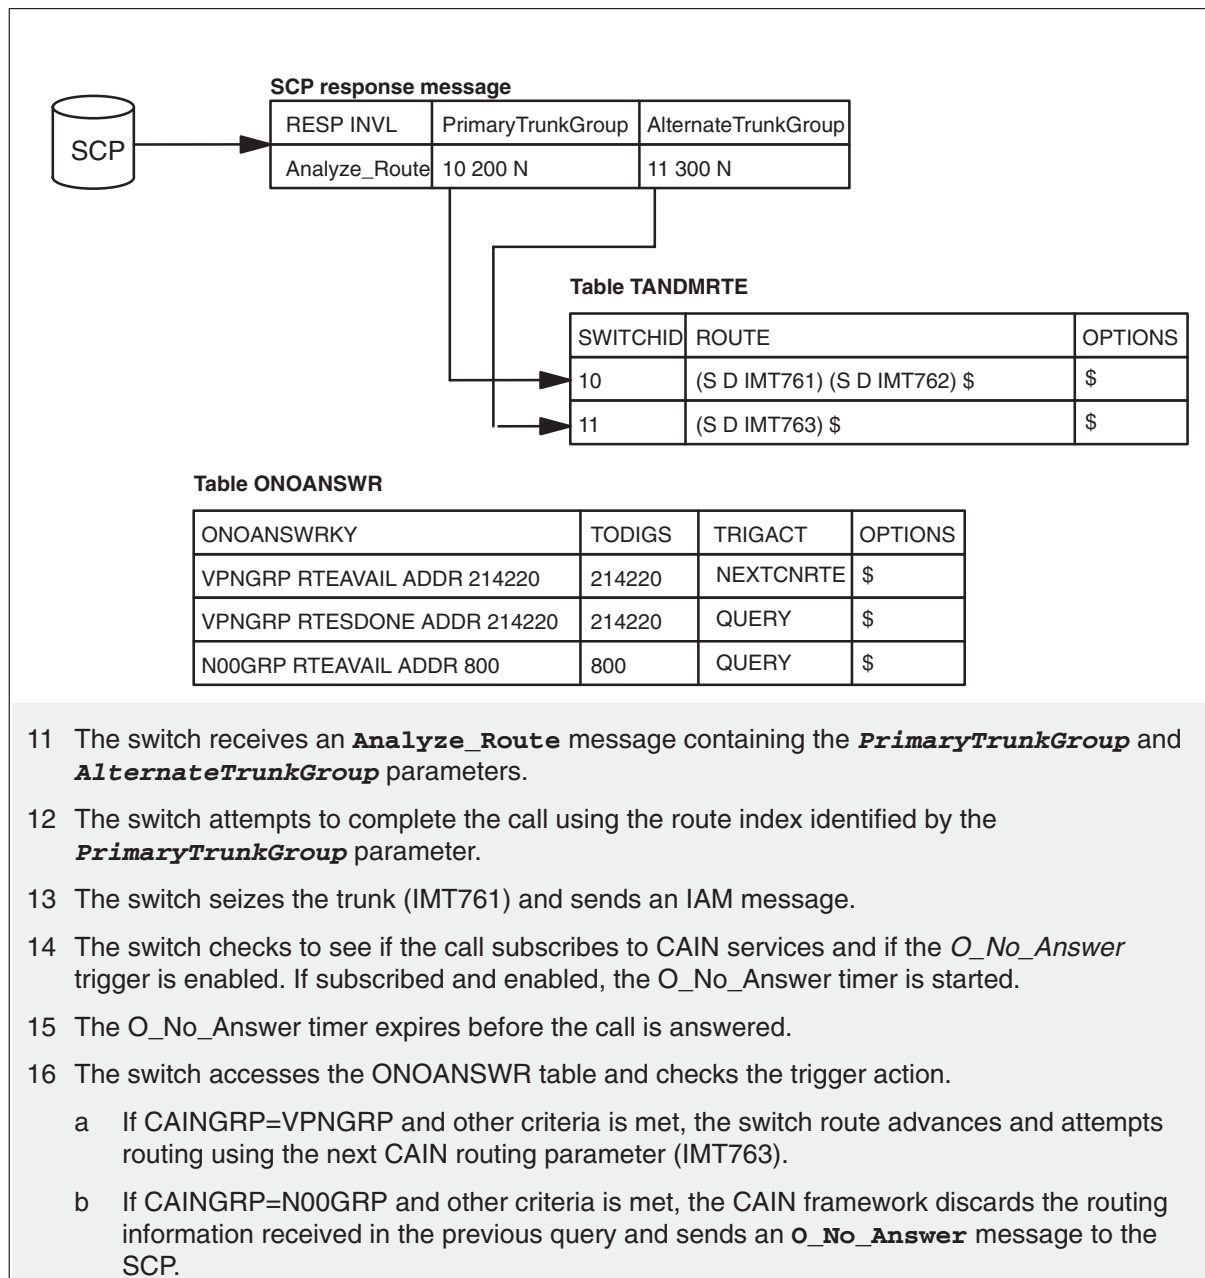 SCP response message
SCP
RESP INVL PrimaryTrunkGroup AlternateTrunkGroup
Analyze_Route 10 200 N 11 300 N
Table TANDMRTE
SWITCHID ROUTE OPTIONS
10 (S D IMT761) (S D IMT762) $ $
11 (S D IMT763) $ $
Table ONOANSWR
ONOANSWRKY TODIGS TRIGACT OPTIONS
VPNGRP RTEAVAIL ADDR 214220 214220 NEXTCNRTE $
VPNGRP RTESDONE ADDR 214220 214220 QUERY $
N00GRP RTEAVAIL ADDR 800 800 QUERY $
11 The switch receives an Analyze_Route message containing the PrimaryTrunkGroup and
AlternateTrunkGroup parameters.
12 The switch attempts to complete the call using the route index identified by the
PrimaryTrunkGroup parameter.
13 The switch seizes the trunk (IMT761) and sends an IAM message.
14 The switch checks to see if the call subscribes to CAIN services and if the O_No_Answer
trigger is enabled. If subscribed and enabled, the O_No_Answer timer is started.
15 The O_No_Answer timer expires before the call is answered.
16 The switch accesses the ONOANSWR table and checks the trigger action.
a If CAINGRP=VPNGRP and other criteria is met, the switch route advances and attempts
routing using the next CAIN routing parameter (IMT763).
b If CAINGRP=N00GRP and other criteria is met, the CAIN framework discards the routing
information received in the previous query and sends an O_No_Answer message to the
SCP.